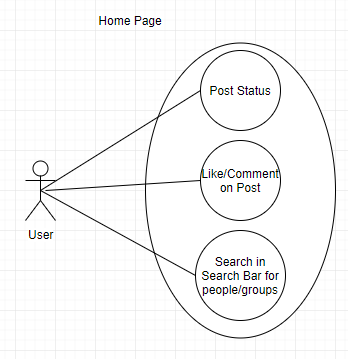 Home Page
Post Status
Like/Comment
on Post
User
Search in
Search Bar for
people/groups